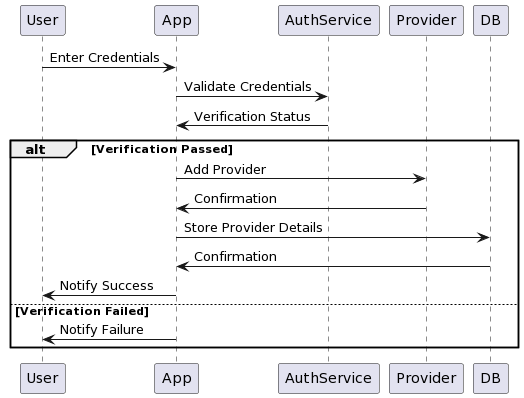 User App AuthService Provider DB
Enter Credentials
Validate Credentials
Verification Status
alt [Verification Passed]
Add Provider
Confirmation
Store Provider Details
Confirmation
Notify Success
[Verification Failed]
Notify Failure
User App AuthService Provider DB